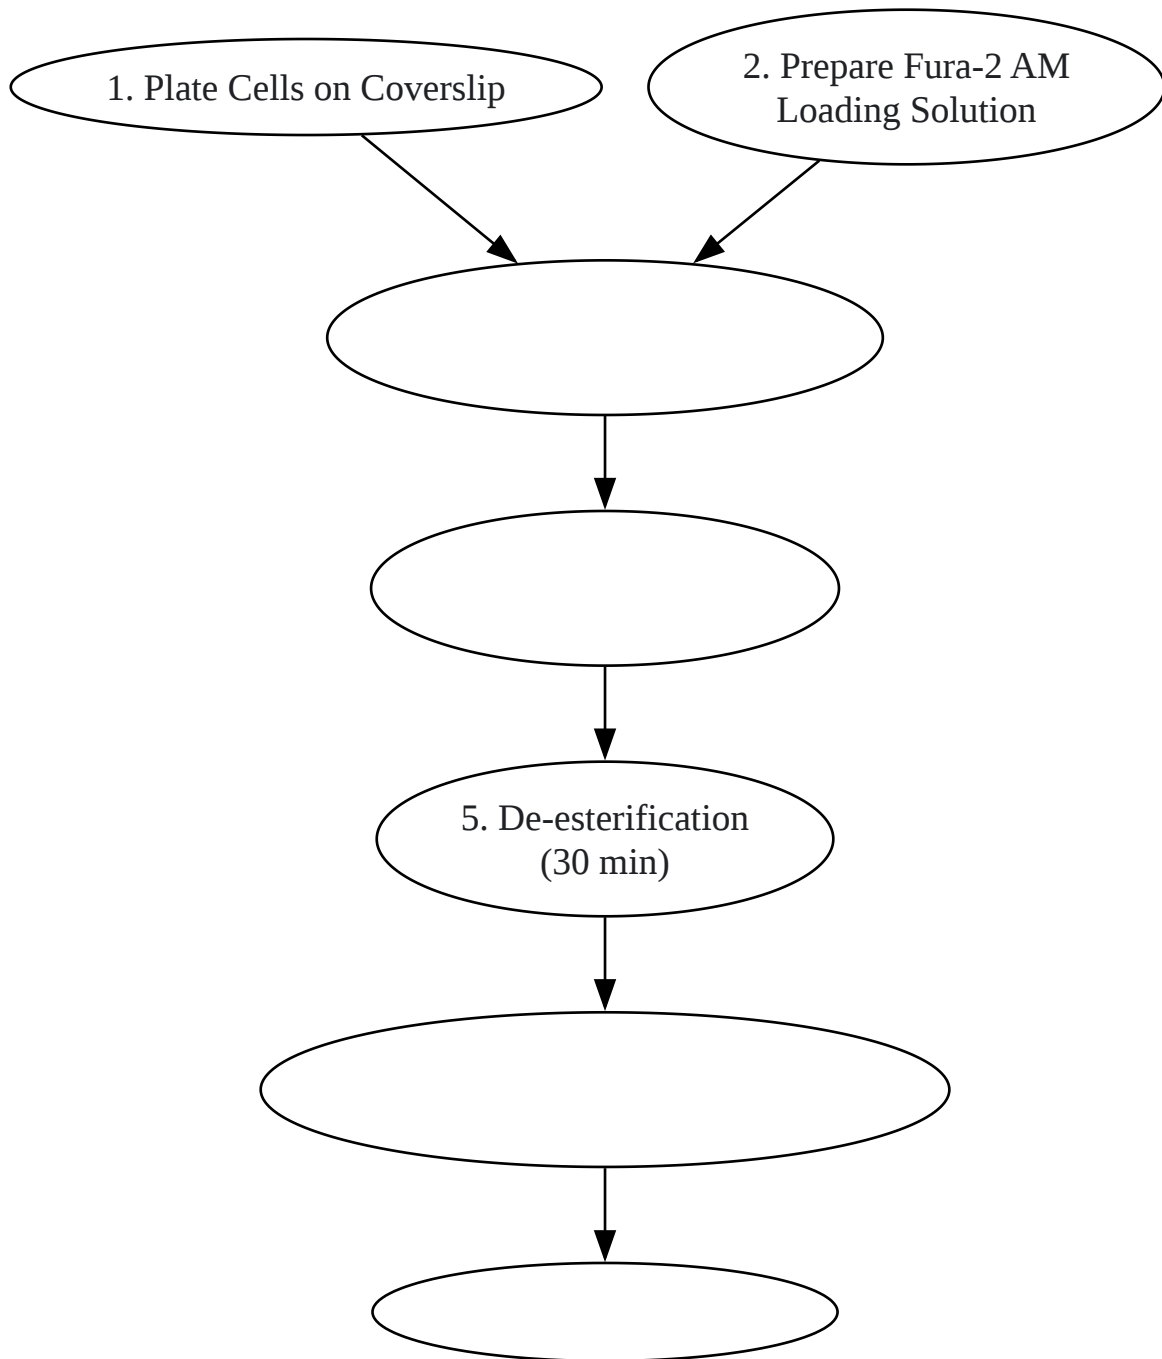 1. Plate Cells on Coverslip
2. Prepare Fura-2 AM
Loading Solution
5. De-esterification
(30 min)